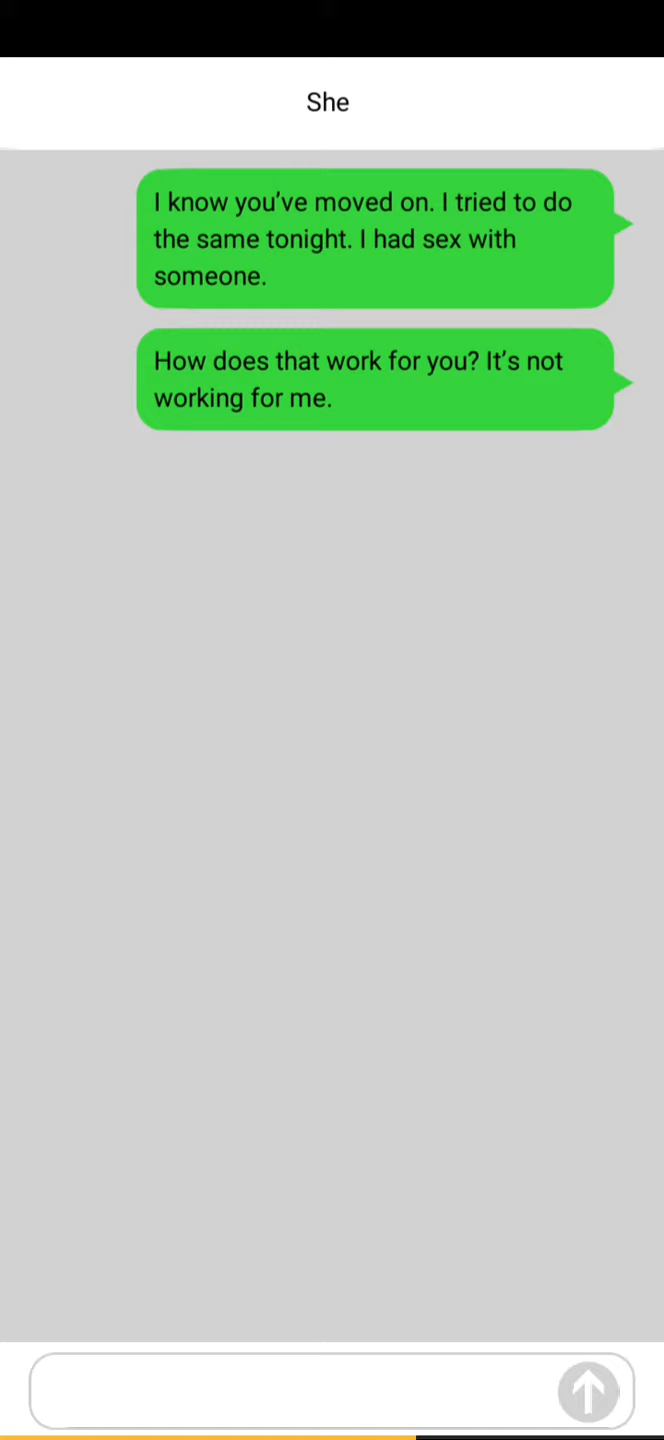 She
I know you’ve moved on. I tried to do
the same tonight. I had sex with
someone.
How does that work for you? It’s not
working for me.